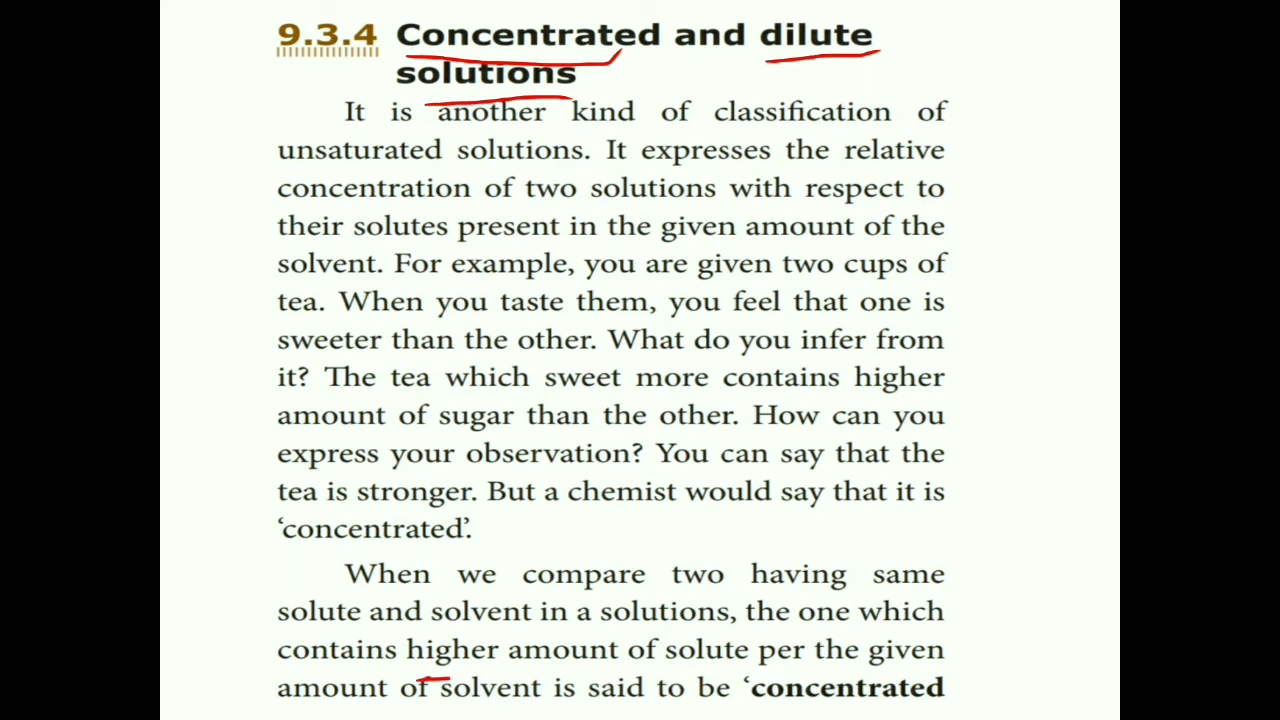 9.3.4 Concentrated and dilute
solutions
It is another kind of classification of
unsaturated solutions. It expresses the relative
concentration of two solutions with respect to
their solutes present in the given amount of the
solvent. For example, you are given two cups of
tea. When you taste them, you feel that one is
sweeter than the other. What do you infer from
it? The tea which sweet more contains higher
amount of sugar than the other. How can you
express your observation? You can say that the
tea is stronger. But a chemist would say that it is
‘concentrated’.
When we compare two having same
solute and solvent in a solutions, the one which
contains higher amount of solute per the given
amount of solvent is said to be ‘concentrated